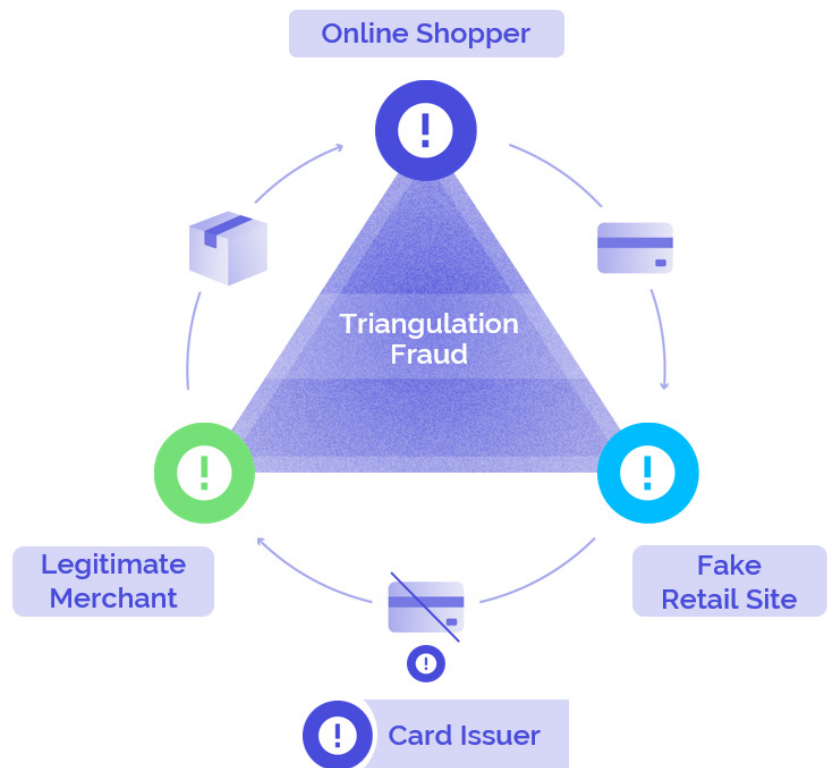 Online Shopper
Triangulation
Fraud
Legitimate
Merchant
Fake
Retail Site
Card Issuer